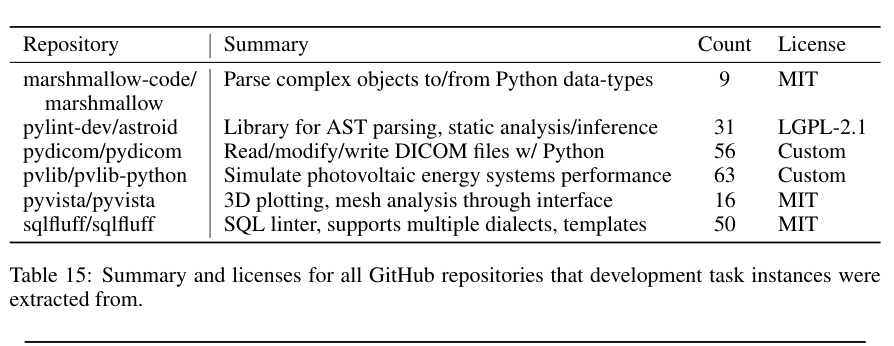 Repository Summary Count License
marshmallow-code/ Parse complex objects to/from Python data-types 9 MIT
marshmallow
pylint-dev/astroid Library for AST parsing, static analysis/inference 31 LGPL-2.1
pydicom/pydicom Read/modify/write DICOM files w/ Python 56 Custom
pvlib/pvlib-python Simulate photovoltaic energy systems performance 63 Custom
pyvista/pyvista 3D plotting, mesh analysis through interface 16 MIT
sqlfluff/sqlfluff SQL linter, supports multiple dialects, templates 50 MIT
Table 15: Summary and licenses for all GitHub repositories that development task instances were
extracted from.